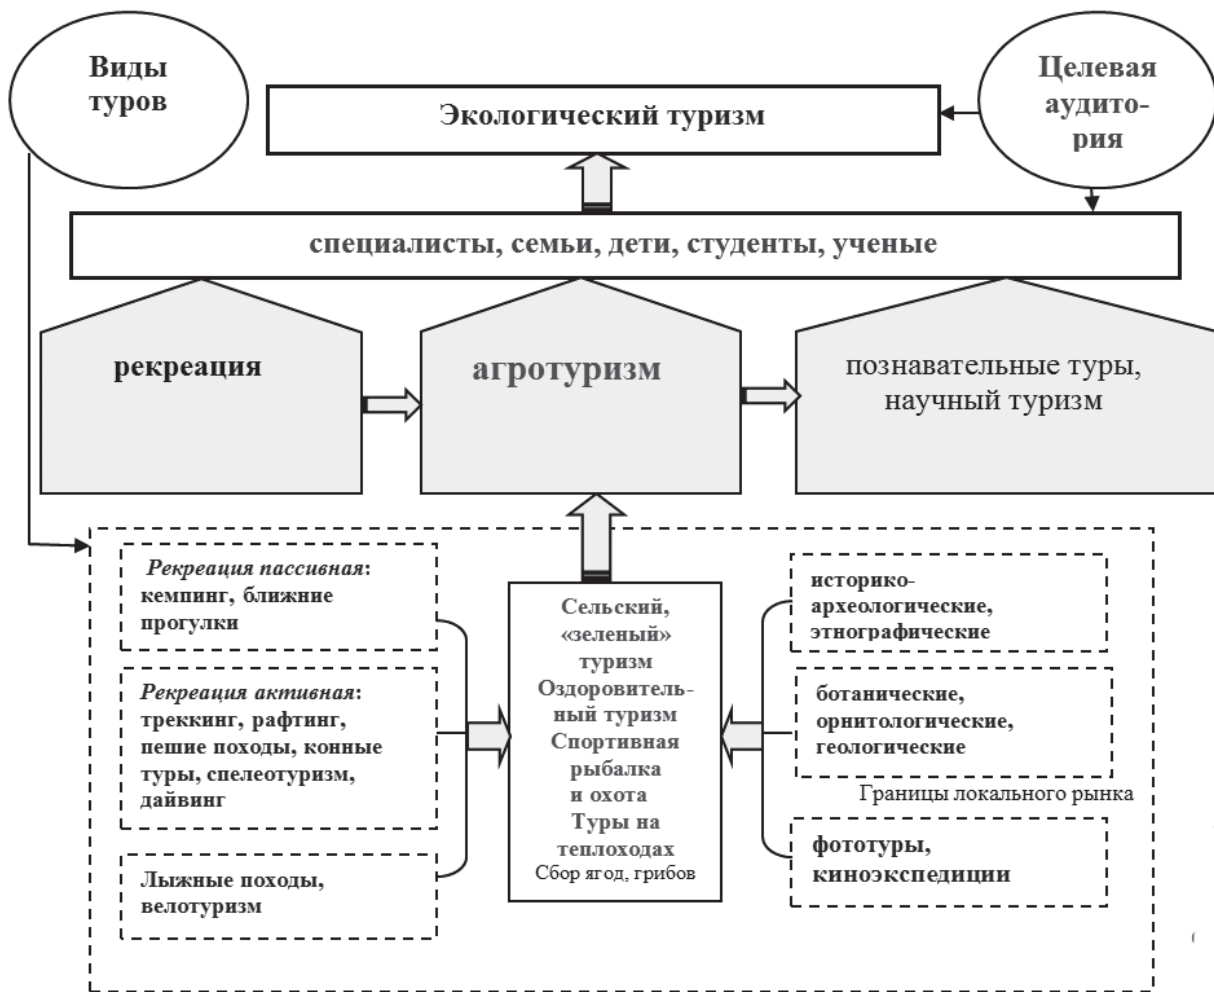 Виды
туров
Экологический туризм
Целевая
аудито-
рия
специалисты, семьи, дети, студенты, ученые
рекреация
агротуризм
познавательные туры,
научный туризм
Рекреация пассивная:
кемпинг, ближние
прогулки
Рекреация активная:
треккинг, рафтинг,
пешие походы, конные
туры, спелеотуризм,
дайвинг
Лыжные походы,
велотуризм
Сельский,
«зеленый»
туризм
Оздоровитель-
ный туризм
Спортивная
рыбалка
и охота
Туры на
теплоходах
Сбор ягод, грибов
историко-
археологические,
этнографические
ботанические,
орнитологические,
геологические
Границы локального рынка
фототуры,
киноэкспедиции